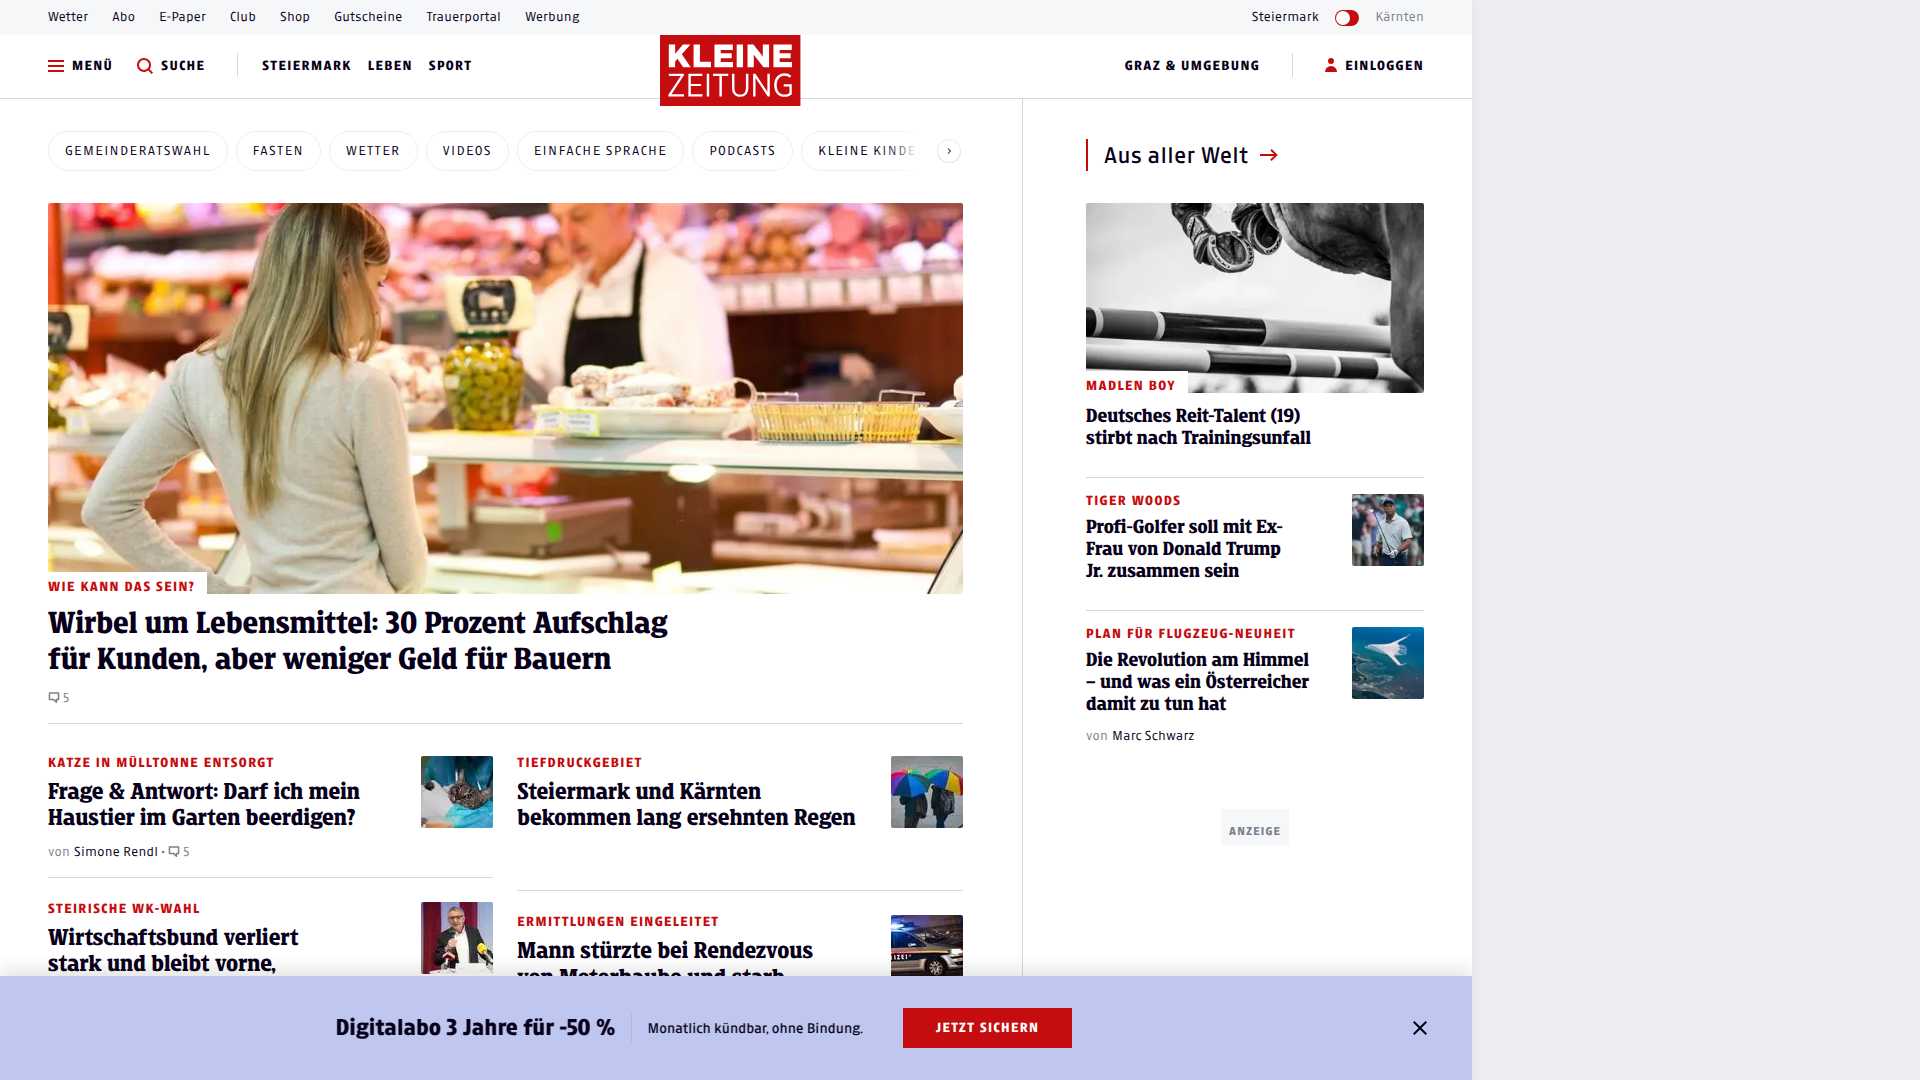 Wetter Abo E-Paper Club Shop Gutscheine Trauerportal Werbung Steiermark Kärnten
MENÜ SUCHE STEIERMARK LEBEN SPORT KLEINE ZEITUNG GRAZ & UMGEBUNG EINLOGGEN
GEMEINDERATSWAHL FASTEN WETTER VIDEOS EINFACHE SPRACHE PODCASTS KLEINE KINDE
WIE KANN DAS SEIN?
Wirbel um Lebensmittel: 30 Prozent Aufschlag
für Kunden, aber weniger Geld für Bauern
5
KATZE IN MÜLLTONNE ENTSORGT
Frage & Antwort: Darf ich mein
Haustier im Garten beerdigen?
von Simone Rendl • 5
TIEFDRUCKGEBIET
Steiermark und Kärnten
bekommen lang ersehnten Regen
STEIRISCHE WK-WAHL
Wirtschaftsbund verliert
stark und bleibt vorne,
ERMITTLUNGEN EINGELEITET
Mann stürzte bei Rendezvous
von Motorhaube und starb
Aus aller Welt →
MADLEN BOY
Deutsches Reit-Talent (19)
stirbt nach Trainingsunfall
TIGER WOODS
Profi-Golfer soll mit Ex-
Frau von Donald Trump
Jr. zusammen sein
PLAN FÜR FLUGZEUG-NEUHEIT
Die Revolution am Himmel
– und was ein Österreicher
damit zu tun hat
von Marc Schwarz
ANZEIGE
Digitalabo 3 Jahre für -50 % Monatlich kündbar, ohne Bindung. JETZT SICHERN